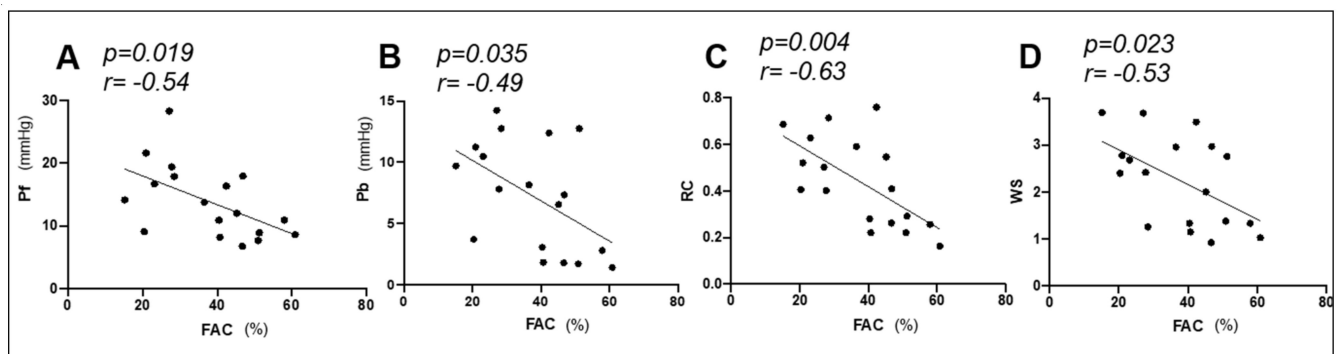 A
p=0.019
r= -0.54
Pf (mmHg)
30
20
10
0
0 20 40 60 80
FAC (%)
B
p=0.035
r= -0.49
Pb (mmHg)
15
10
5
0
0 20 40 60 80
FAC (%)
C
p=0.004
r= -0.63
RC
0.8
0.6
0.4
0.2
0.0
0 20 40 60 80
FAC (%)
D
p=0.023
r= -0.53
WS
4
3
2
1
0
0 20 40 60 80
FAC (%)